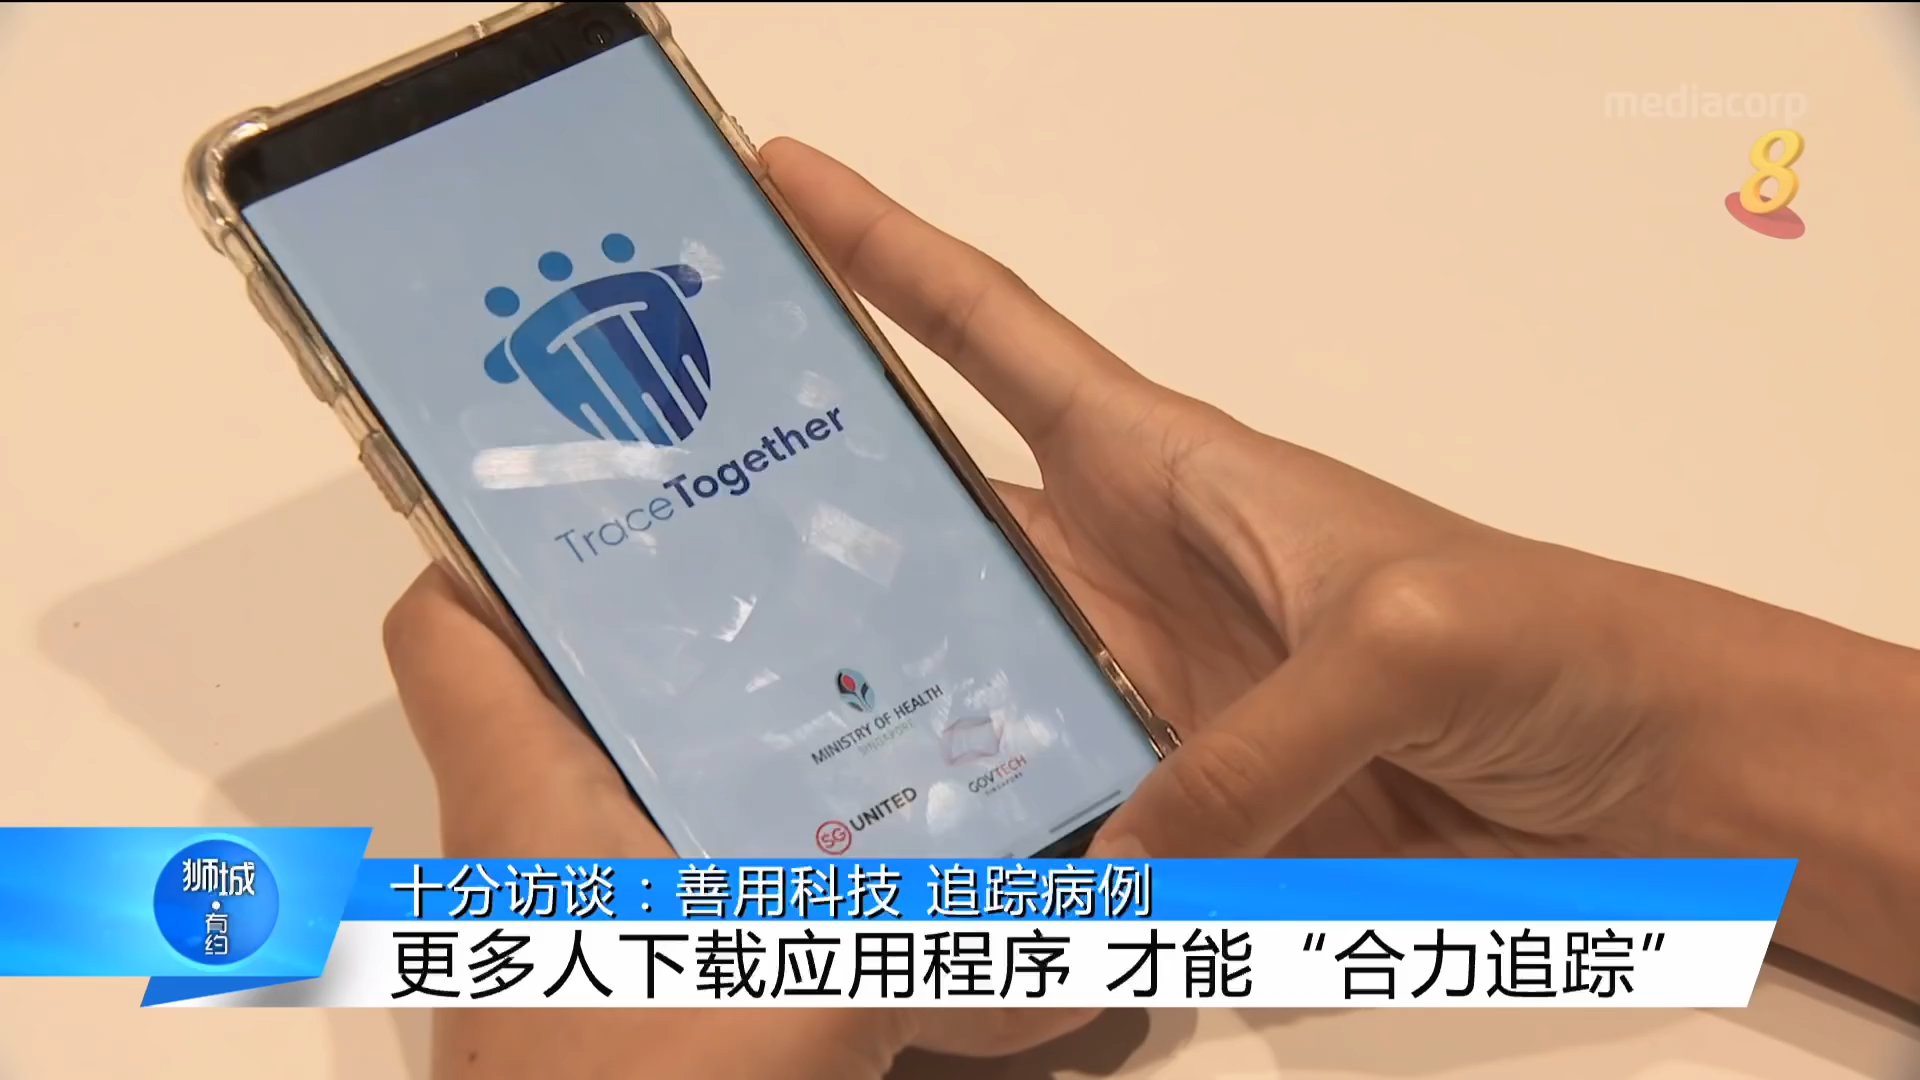 mediacorp
8
TraceTogether
MINISTRY OF HEALTH
SINGAPORE
GOVTECH
SINGAPORE
SG UNITED
狮城
有约
十分访谈：善用科技 追踪病例
更多人下载应用程序 才能“合力追踪”